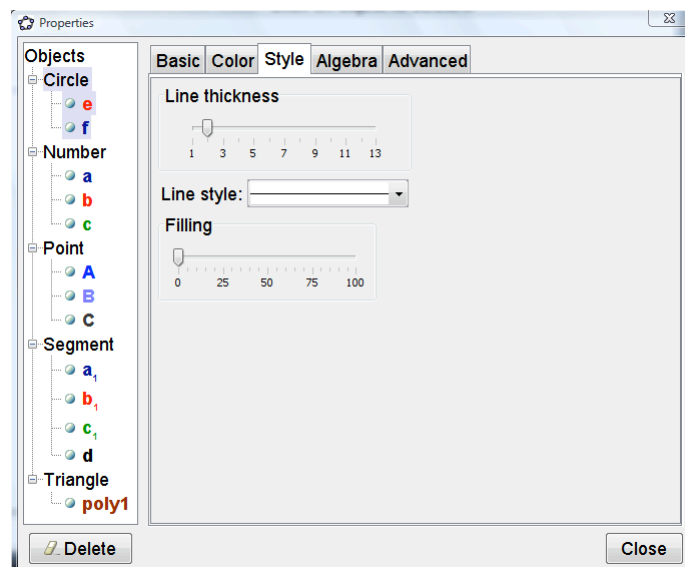 Properties
Objects
Circle
e
f
Number
a
b
c
Point
A
B
C
Segment
a1
b1
c1
d
Triangle
poly1
Basic Color Style Algebra Advanced
Line thickness
1 3 5 7 9 11 13
Line style:
Filling
0 25 50 75 100
Delete
Close